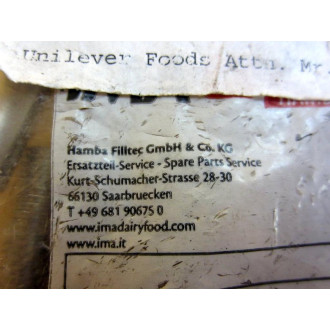 Unilever Foods Attn. Mr.
Hamba Filltec GmbH & Co. KG
Ersatzteil-Service - Spare Parts Service
Kurt-Schumacher-Strasse 28-30
66130 Saarbruecken
T +49 681 90675 0
www.imadairyfood.com
www.ima.it